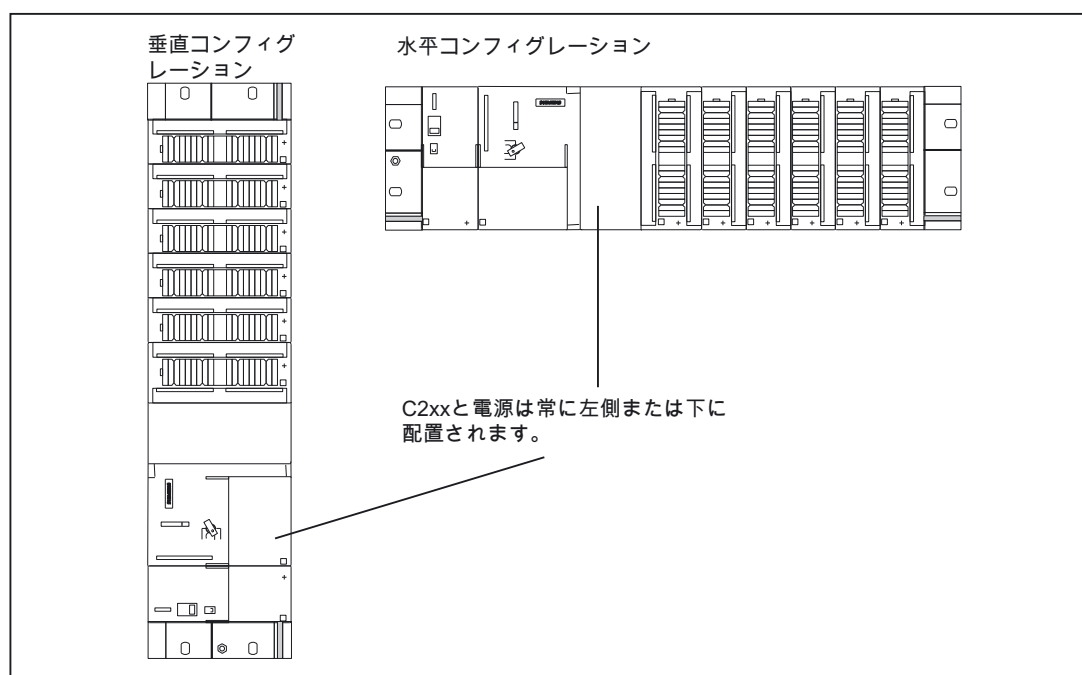 垂直コンフィグ
レーション
水平コンフィグレーション
C2xxと電源は常に左側または下に
配置されます。